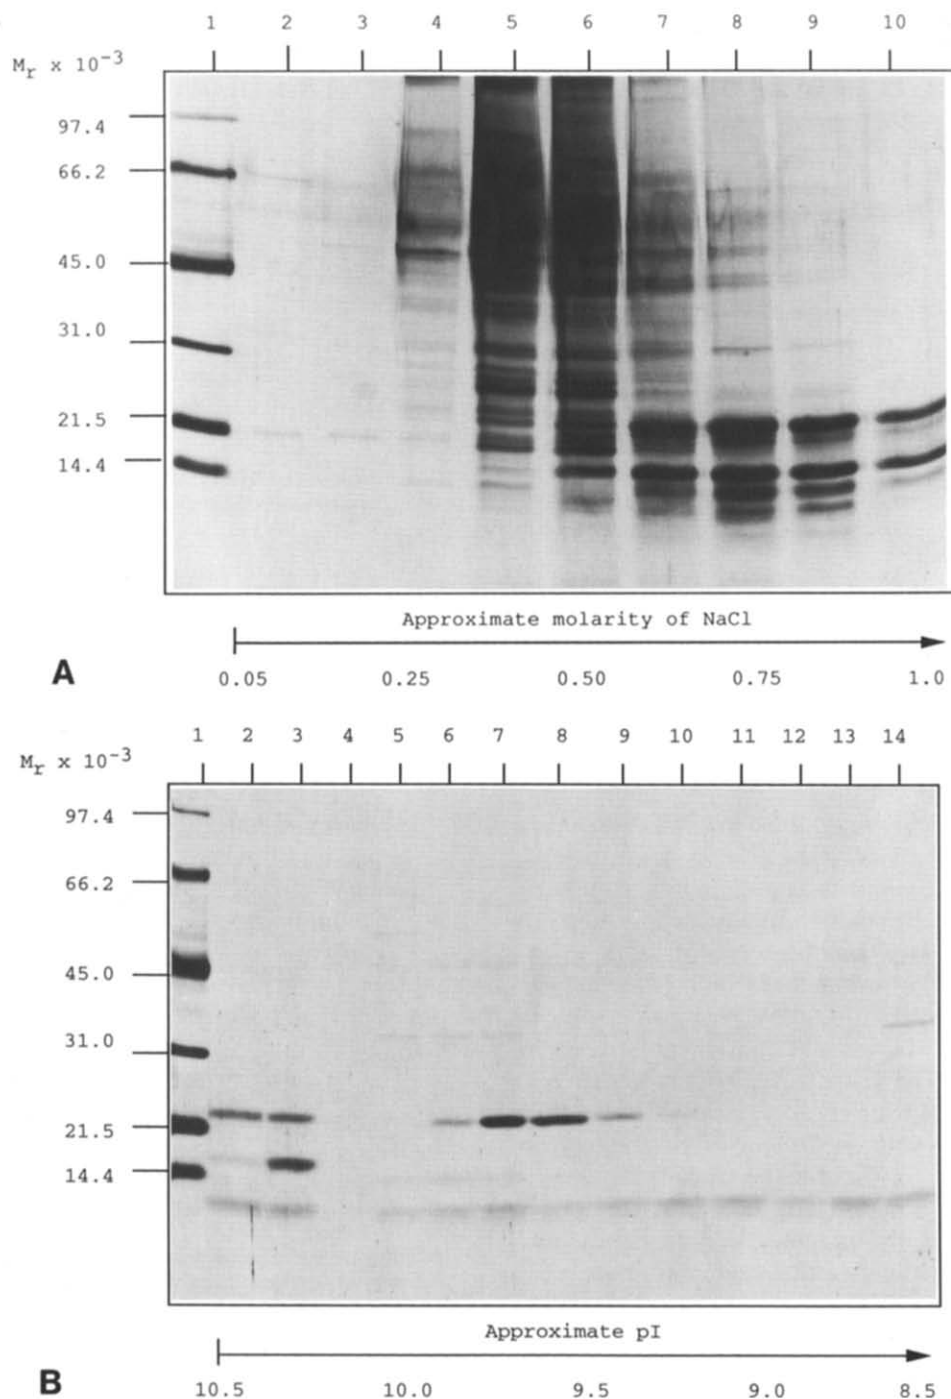 1 2 3 4 5 6 7 8 9 10
Mr x 10-3
97.4
66.2
45.0
31.0
21.5
14.4
Approximate molarity of NaCl
A
0.05 0.25 0.50 0.75 1.0
1 2 3 4 5 6 7 8 9 10 11 12 13 14
Mr x 10-3
97.4
66.2
45.0
31.0
21.5
14.4
Approximate pI
B
10.5 10.0 9.5 9.0 8.5